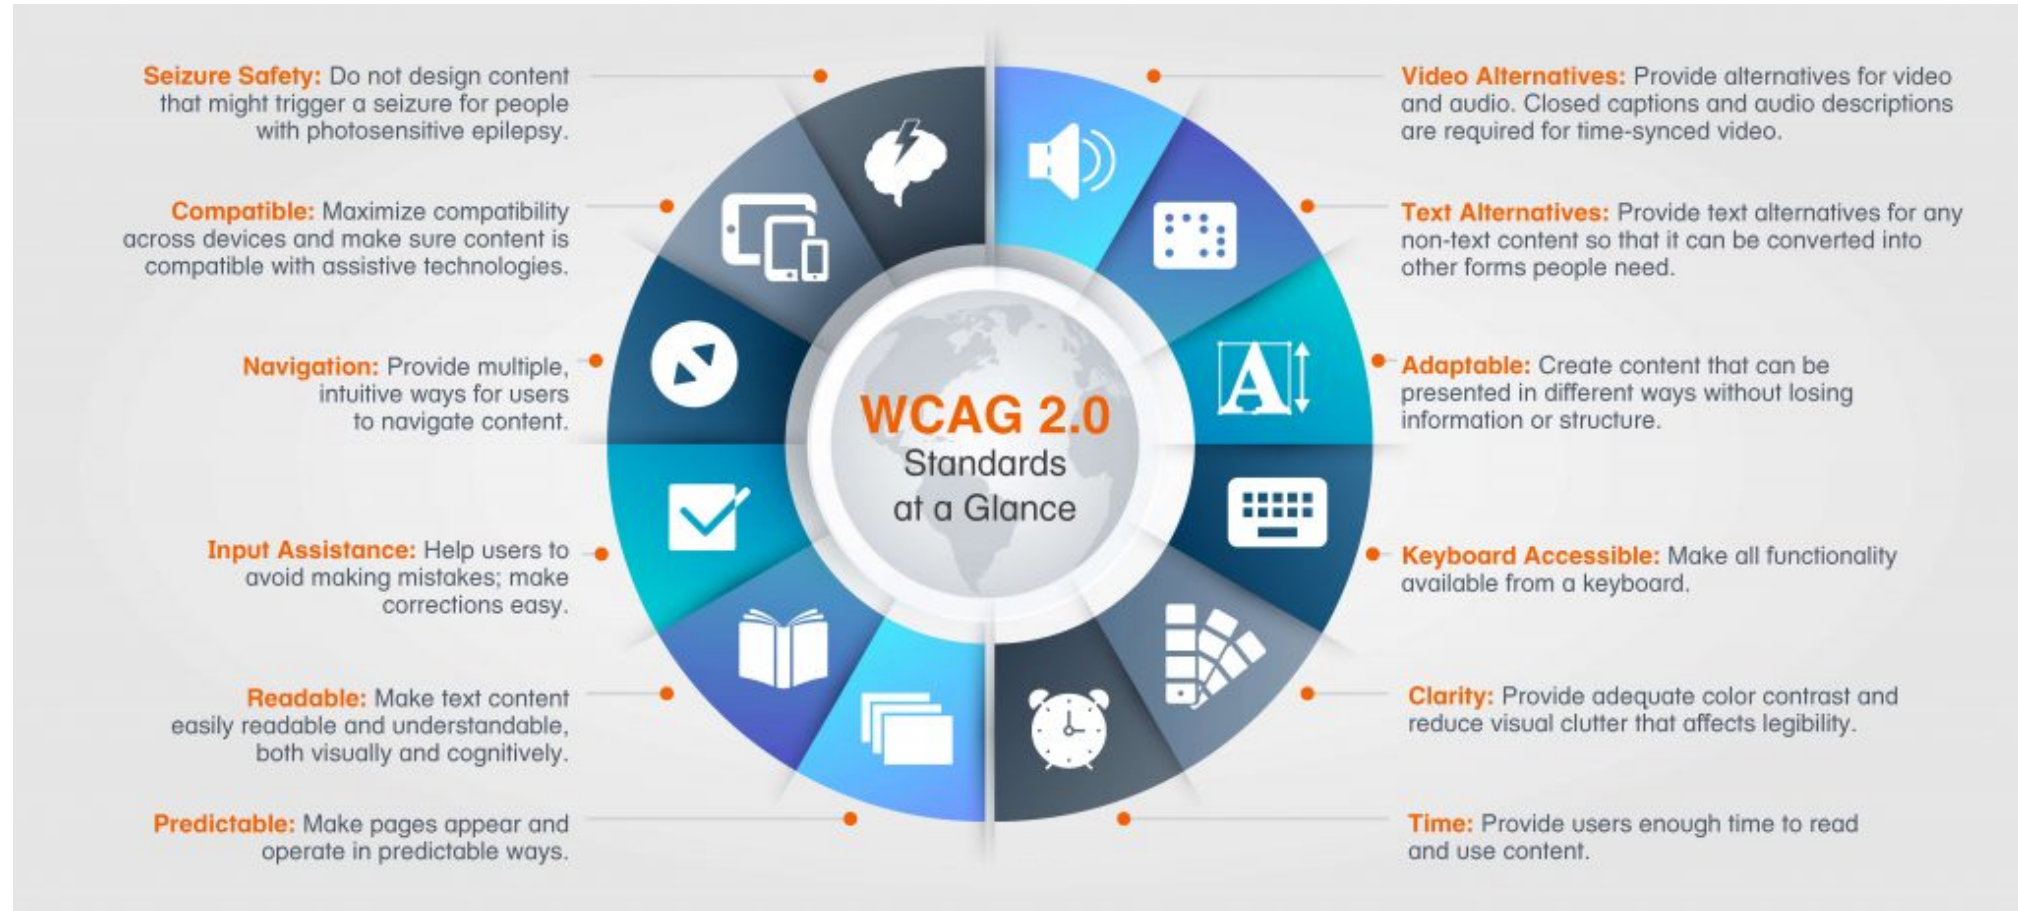 Seizure Safety: Do not design content
that might trigger a seizure for people
with photosensitive epilepsy.
Compatible: Maximize compatibility
across devices and make sure content is
compatible with assistive technologies.
Navigation: Provide multiple,
intuitive ways for users
to navigate content.
Input Assistance: Help users to
avoid making mistakes; make
corrections easy.
Readable: Make text content
easily readable and understandable,
both visually and cognitively.
Predictable: Make pages appear and
operate in predictable ways.
A
WCAG 2.0
Standards
at a Glance
Video Alternatives: Provide alternatives for video
and audio. Closed captions and audio descriptions
are required for time-synced video.
Text Alternatives: Provide text alternatives for any
non-text content so that it can be converted into
other forms people need.
Adaptable: Create content that can be
presented in different ways without losing
information or structure.
Keyboard Accessible: Make all functionality
available from a keyboard.
Clarity: Provide adequate color contrast and
reduce visual clutter that affects legibility.
Time: Provide users enough time to read
and use content.